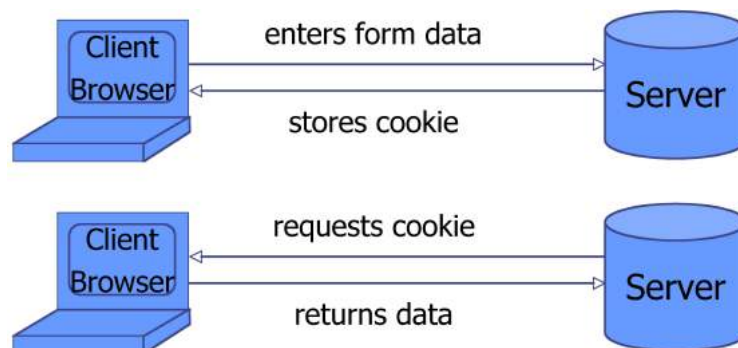 enters form data
Client
Browser
Server
stores cookie
requests cookie
Client
Browser
Server
returns data